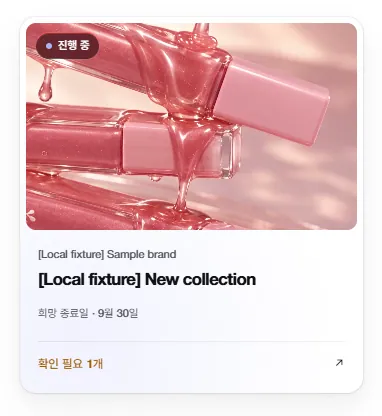 진행 중
[Local fixture] Sample brand
[Local fixture] New collection
희망 종료일 · 9월 30일
확인 필요 1개